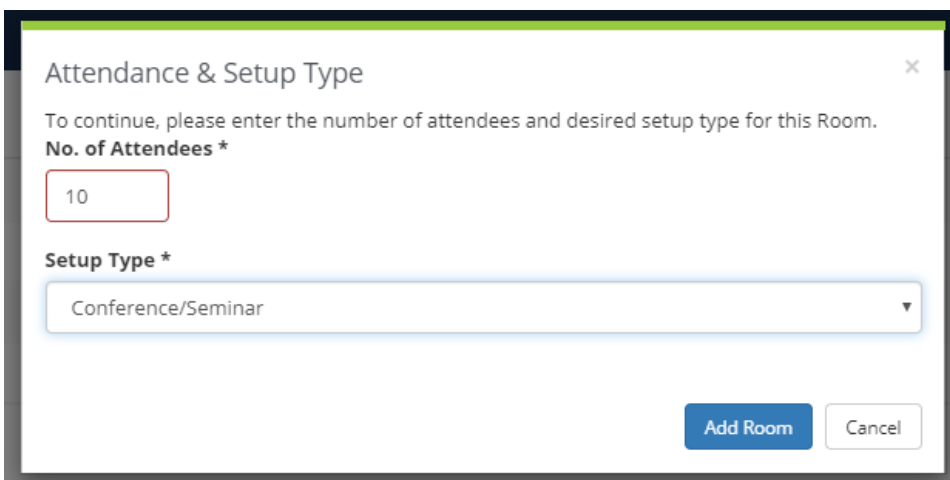 Attendance & Setup Type
×
To continue, please enter the number of attendees and desired setup type for this Room.
No. of Attendees *
10
Setup Type *
Conference/Seminar
Add Room
Cancel